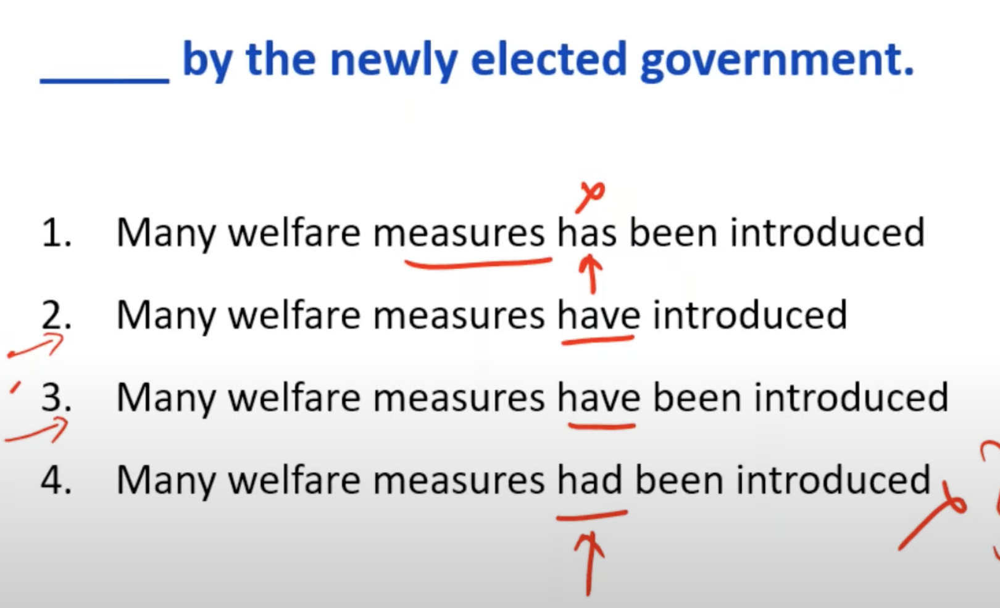 _____ by the newly elected government.
1. Many welfare measures has been introduced
2. Many welfare measures have introduced
3. Many welfare measures have been introduced
4. Many welfare measures had been introduced